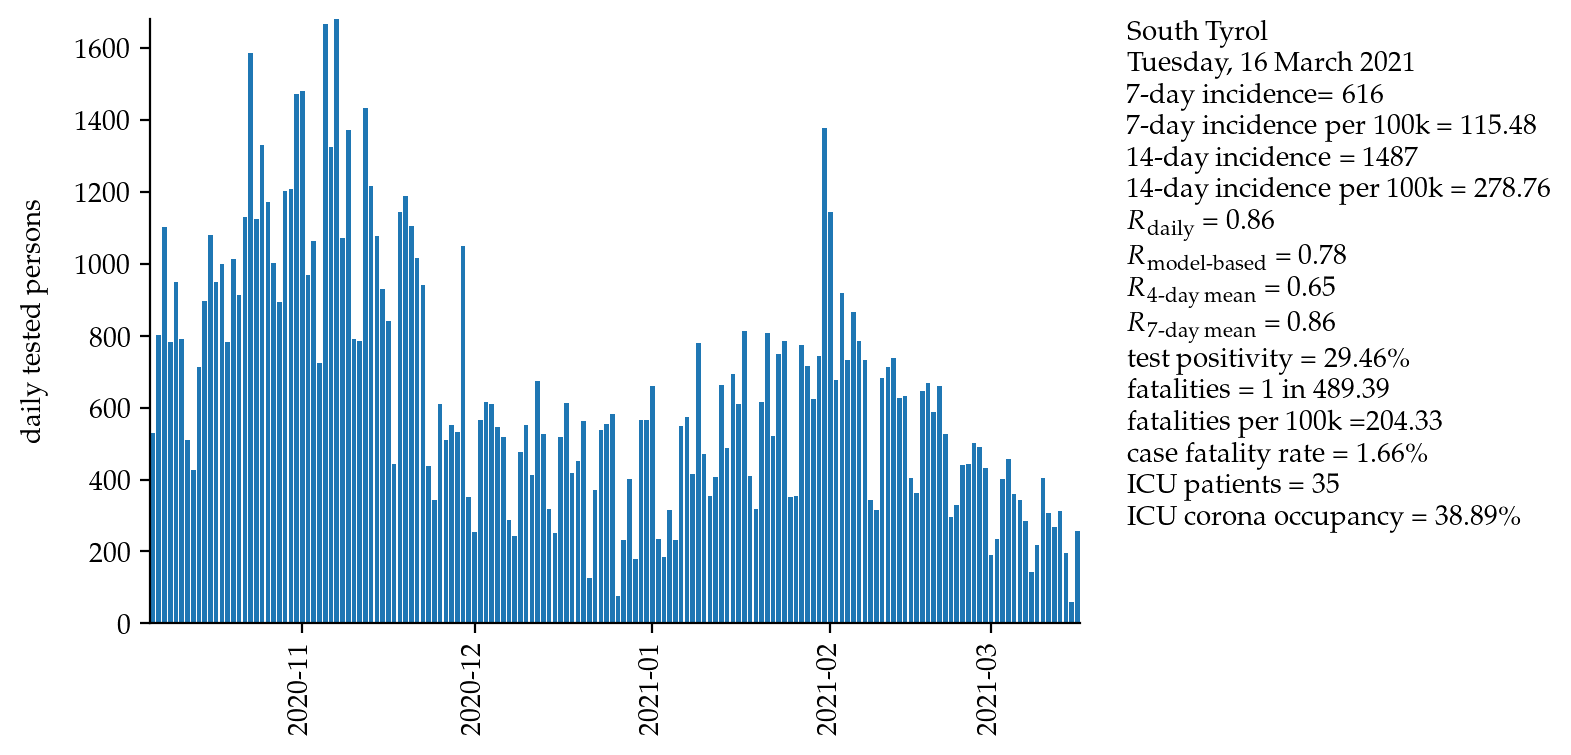 1600
1400
1200
1000
800
600
400
200
0
daily tested persons
2020-11
2020-12
2021-01
2021-02
2021-03
South Tyrol
Tuesday, 16 March 2021
7-day incidence= 616
7-day incidence per 100k = 115.48
14-day incidence = 1487
14-day incidence per 100k = 278.76
R daily = 0.86
R model-based = 0.78
R 4-day mean = 0.65
R 7-day mean = 0.86
test positivity = 29.46%
fatalities = 1 in 489.39
fatalities per 100k =204.33
case fatality rate = 1.66%
ICU patients = 35
ICU corona occupancy = 38.89%